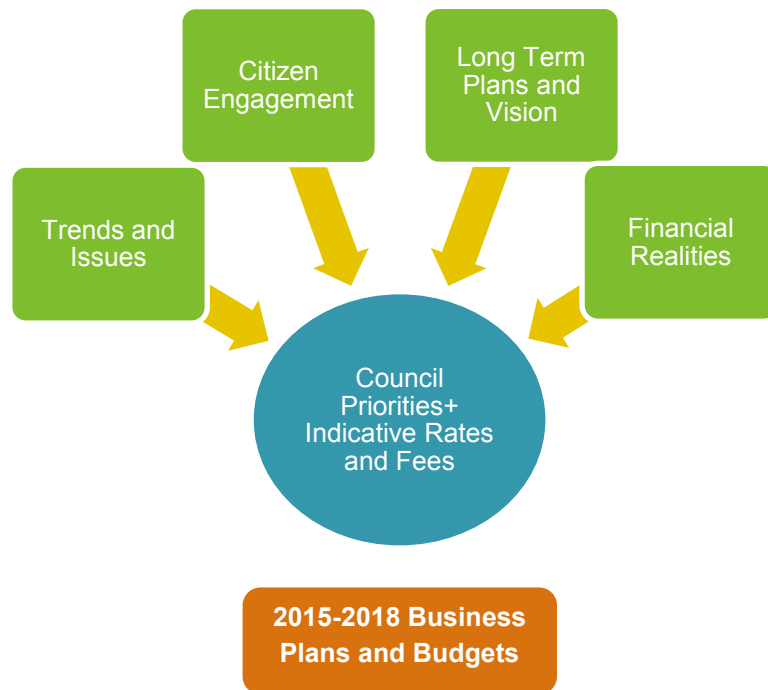 Citizen
Engagement
Long Term
Plans and
Vision
Trends and
Issues
Financial
Realities
Council
Priorities+
Indicative Rates
and Fees
2015-2018 Business
Plans and Budgets